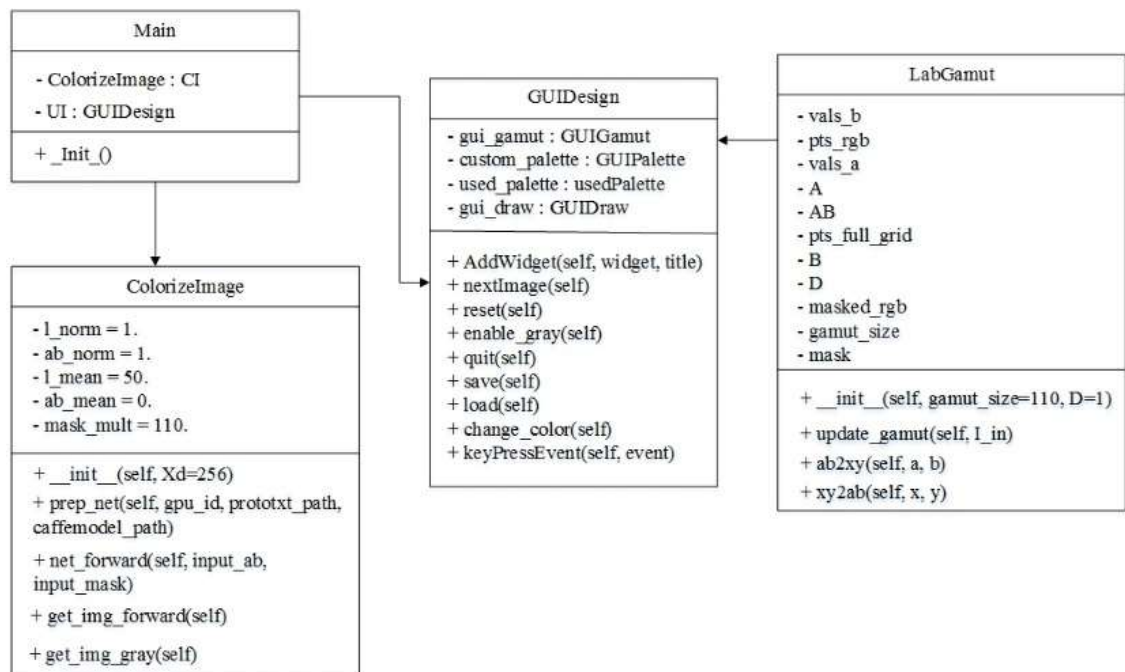 Main
- ColorizeImage : CI
- UI : GUIDesign
+ _Init_()
ColorizeImage
- l_norm = 1.
- ab_norm = 1.
- l_mean = 50.
- ab_mean = 0.
- mask_mult = 110.
+ __init__(self, Xd=256)
+ prep_net(self, gpu_id, prototxt_path,
caffemodel_path)
+ net_forward(self, input_ab,
input_mask)
+ get_img_forward(self)
+ get_img_gray(self)
GUIDesign
- gui_gamut : GUIGamut
- custom_palette : GUIPalette
- used_palette : usedPalette
- gui_draw : GUIDraw
+ AddWidget(self, widget, title)
+ nextImage(self)
+ reset(self)
+ enable_gray(self)
+ quit(self)
+ save(self)
+ load(self)
+ change_color(self)
+ keyPressEvent(self, event)
LabGamut
- vals_b
- pts_rgb
- vals_a
- A
- AB
- pts_full_grid
- B
- D
- masked_rgb
- gamut_size
- mask
+ __init__(self, gamut_size=110, D=1)
+ update_gamut(self, I_in)
+ ab2xy(self, a, b)
+ xy2ab(self, x, y)